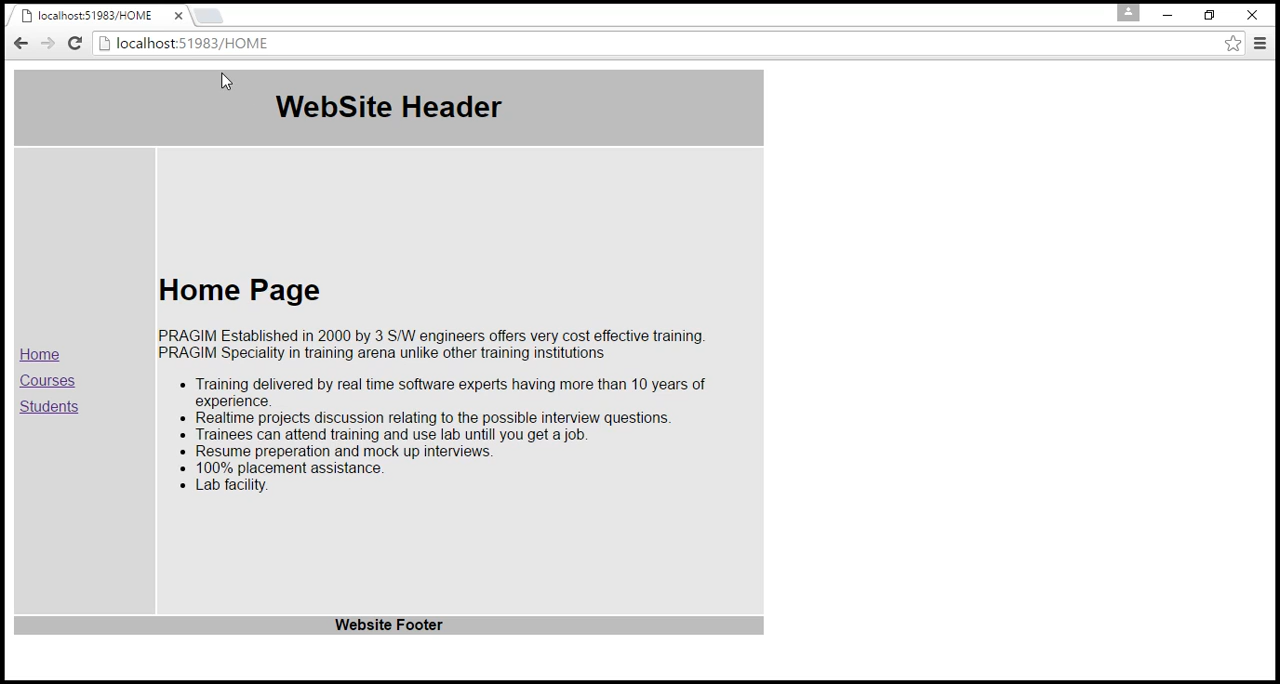 localhost:51983/HOME
localhost:51983/HOME
WebSite Header
Home
Courses
Students
Home Page
PRAGIM Established in 2000 by 3 S/W engineers offers very cost effective training.
PRAGIM Speciality in training arena unlike other training institutions
Training delivered by real time software experts having more than 10 years of
experience.
Realtime projects discussion relating to the possible interview questions.
Trainees can attend training and use lab untill you get a job.
Resume preperation and mock up interviews.
100% placement assistance.
Lab facility.
Website Footer